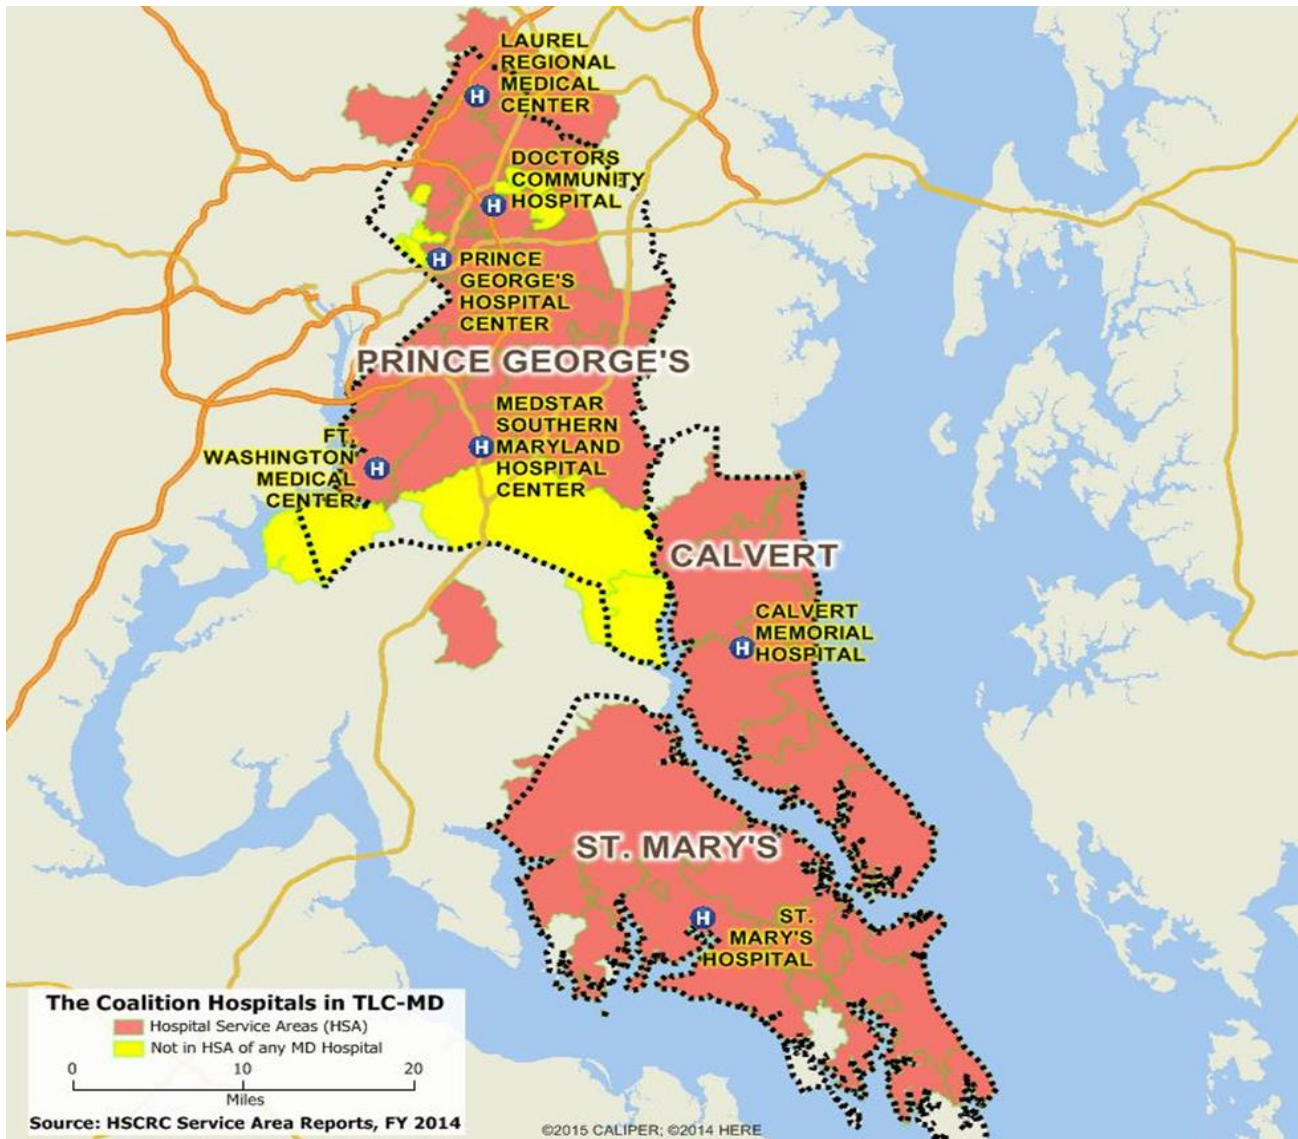 LAUREL
REGIONAL
MEDICAL
CENTER
H
DOCTORS
COMMUNITY
HOSPITAL
H
H
PRINCE
GEORGE'S
HOSPITAL
CENTER
PRINCE GEORGE'S
MEDSTAR
SOUTHERN
MARYLAND
HOSPITAL
CENTER
H
FT.
WASHINGTON
MEDICAL
CENTER
H
CALVERT
CALVERT
MEMORIAL
HOSPITAL
H
ST. MARY'S
H
ST.
MARY'S
HOSPITAL
The Coalition Hospitals in TLC-MD
Hospital Service Areas (HSA)
Not in HSA of any MD Hospital
0 10 20
Miles
Source: HSCRC Service Area Reports, FY 2014
©2015 CALIPER; ©2014 HERE